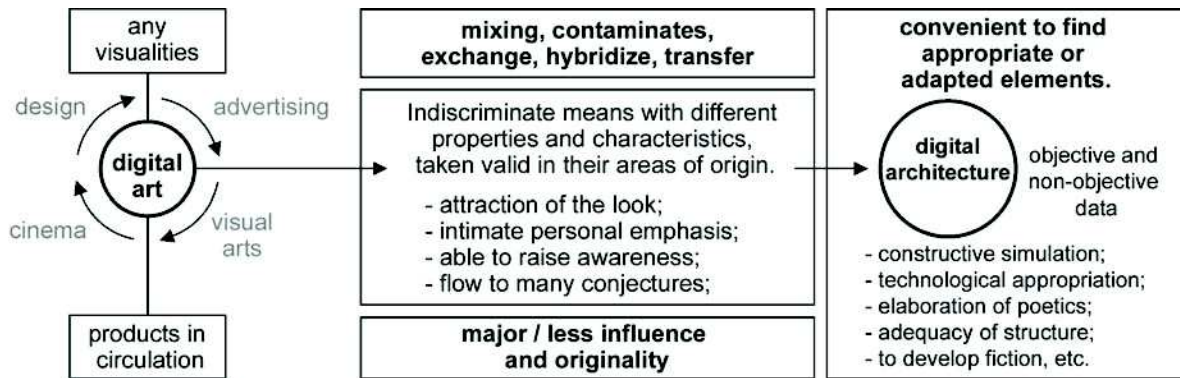 any
visualities
design
advertising
digital
art
cinema
visual
arts
products in
circulation
mixing, contaminates,
exchange, hybridize, transfer
Indiscriminate means with different
properties and characteristics,
taken valid in their areas of origin.
- attraction of the look;
- intimate personal emphasis;
- able to raise awareness;
- flow to many conjectures;
major / less influence
and originality
convenient to find
appropriate or
adapted elements.
digital
architecture
objective and
non-objective
data
- constructive simulation;
- technological appropriation;
- elaboration of poetics;
- adequacy of structure;
- to develop fiction, etc.